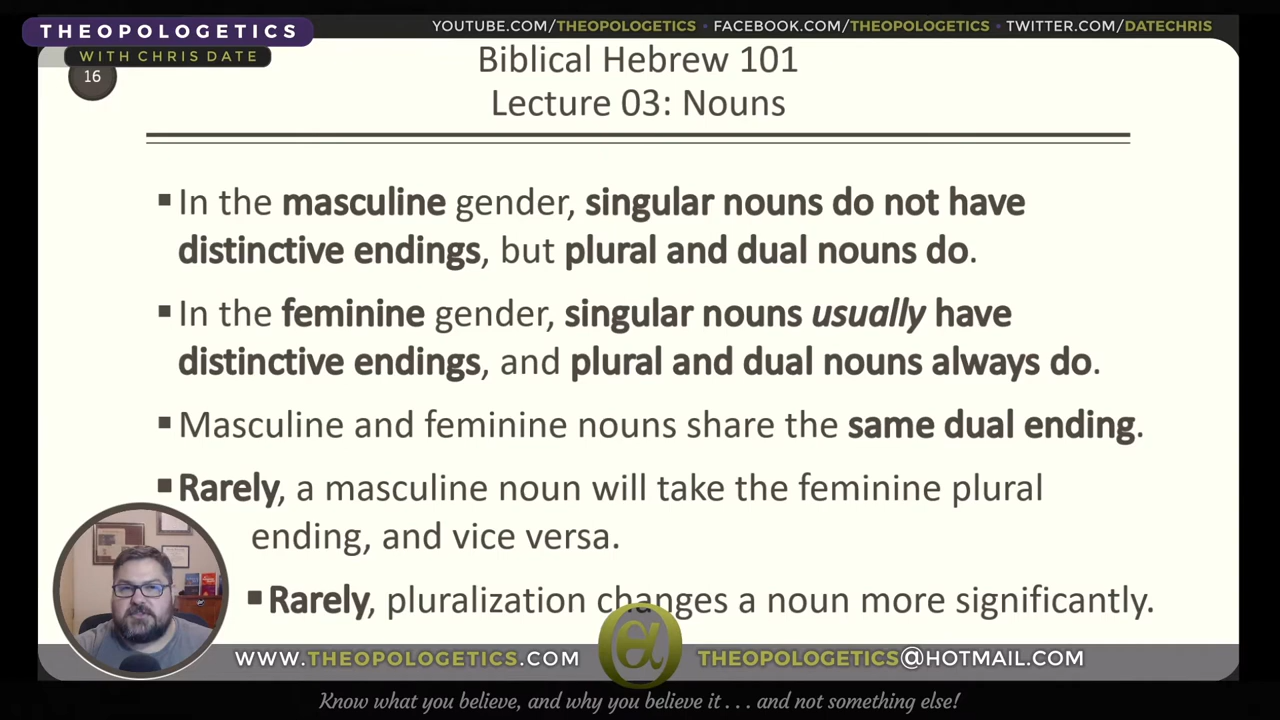 THEOPOLOGETICS
WITH CHRIS DATE
YOUTUBE.COM/THEOPOLOGETICS ▪ FACEBOOK.COM/THEOPOLOGETICS ▪ TWITTER.COM/DATECHRIS
16
Biblical Hebrew 101
Lecture 03: Nouns
▪ In the masculine gender, singular nouns do not have
distinctive endings, but plural and dual nouns do.
▪ In the feminine gender, singular nouns usually have
distinctive endings, and plural and dual nouns always do.
▪ Masculine and feminine nouns share the same dual ending.
▪ Rarely, a masculine noun will take the feminine plural
ending, and vice versa.
▪ Rarely, pluralization changes a noun more significantly.
WWW.THEOPOLOGETICS.COM
THEOPOLOGETICS@HOTMAIL.COM
Know what you believe, and why you believe it . . . and not something else!